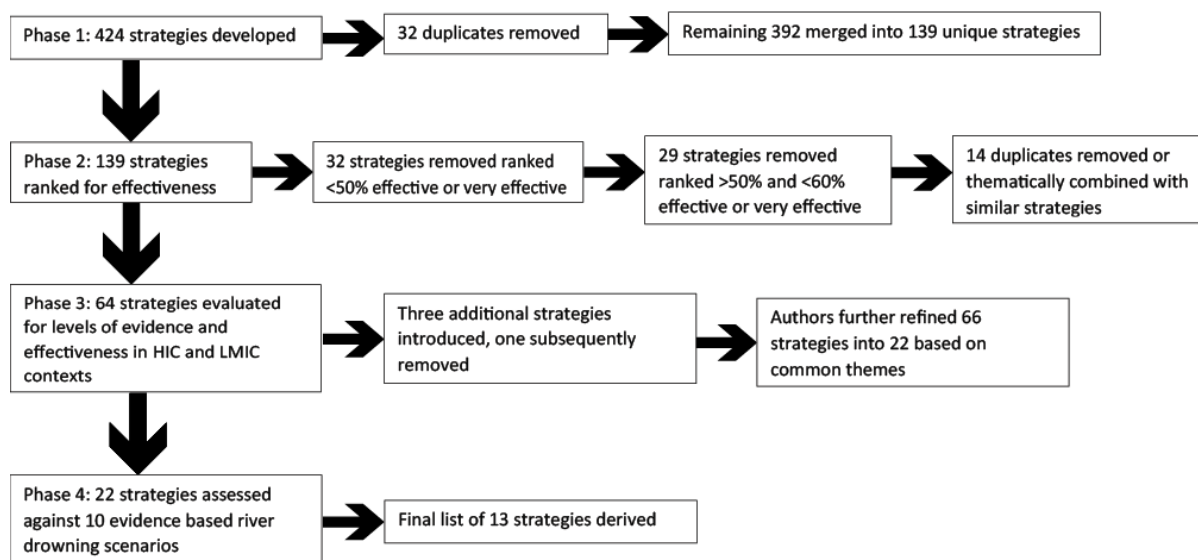 Phase 1: 424 strategies developed
32 duplicates removed
Remaining 392 merged into 139 unique strategies
Phase 2: 139 strategies
ranked for effectiveness
32 strategies removed ranked
<50% effective or very effective
29 strategies removed
ranked >50% and <60%
effective or very effective
14 duplicates removed or
thematically combined with
similar strategies
Phase 3: 64 strategies evaluated
for levels of evidence and
effectiveness in HIC and LMIC
contexts
Three additional strategies
introduced, one subsequently
removed
Authors further refined 66
strategies into 22 based on
common themes
Phase 4: 22 strategies assessed
against 10 evidence based river
drowning scenarios
Final list of 13 strategies derived